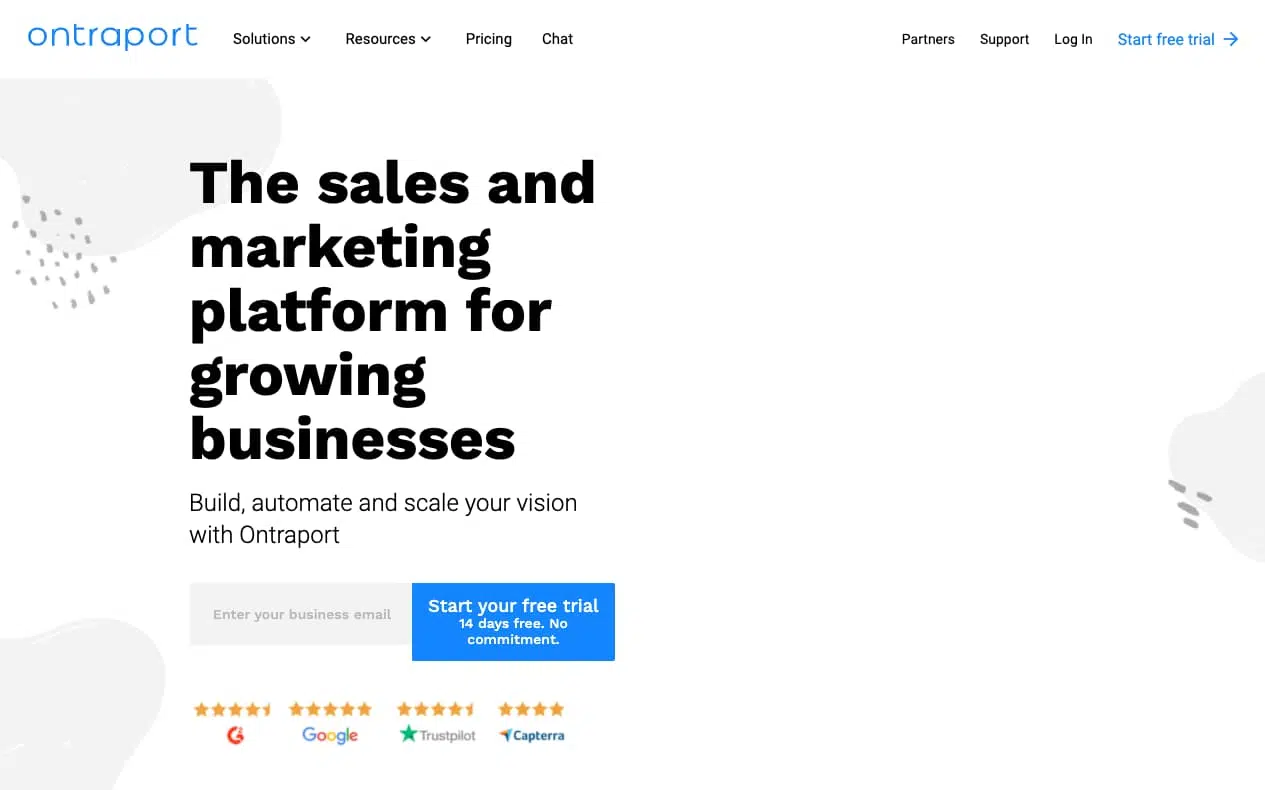 ontraport
Solutions
Resources
Pricing
Chat
Partners
Support
Log In
Start free trial
The sales and
marketing
platform for
growing
businesses
Build, automate and scale your vision
with Ontraport
Enter your business email
Start your free trial
14 days free. No
commitment.
G
Google
Trustpilot
Capterra